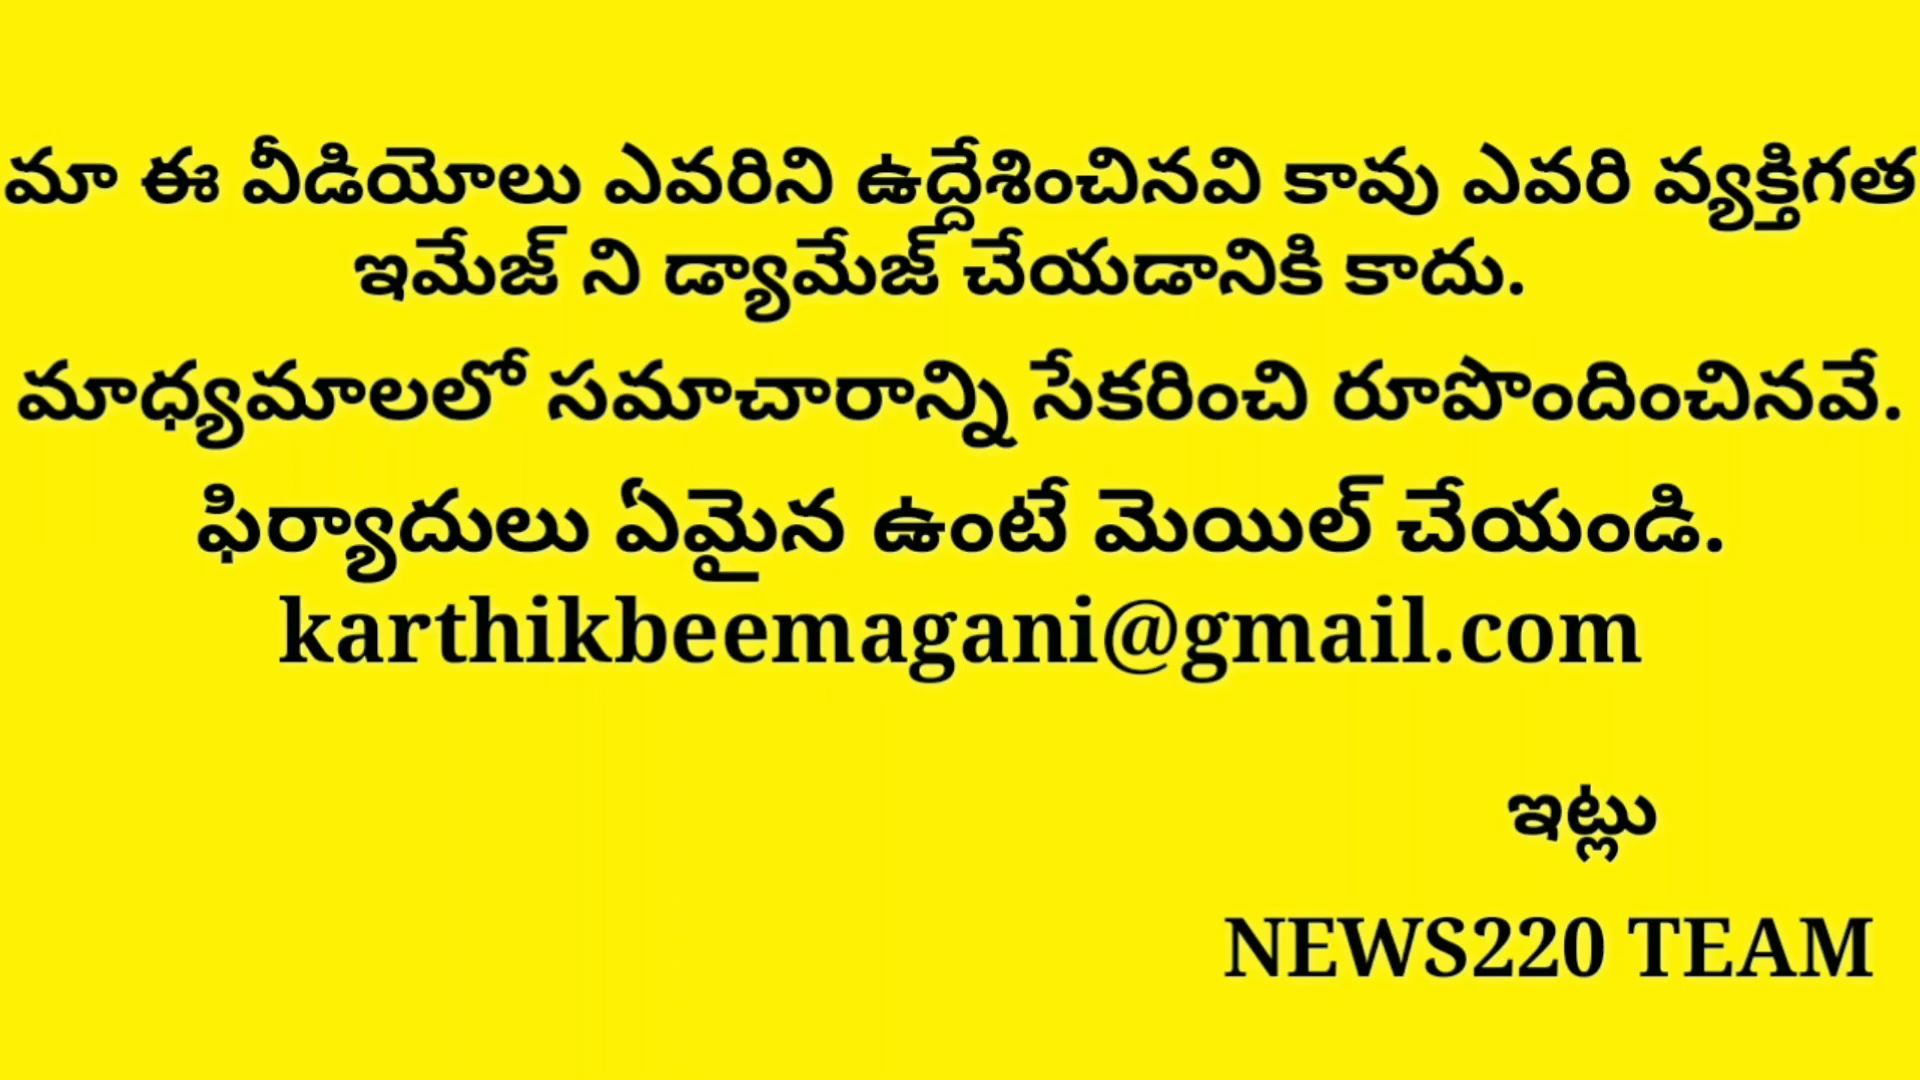 మా ఈ వీడియోలు ఎవరిని ఉద్దేశించినవి కావు ఎవరి వ్యక్తిగత
ఇమేజ్ ని డ్యామేజ్ చేయడానికి కాదు.
మాధ్యమాలలో సమాచారాన్ని సేకరించి రూపొందించినవే.
ఫిర్యాదులు ఏమైన ఉంటే మెయిల్ చేయండి.
karthikbeemagani@gmail.com
ఇట్లు
NEWS220 TEAM